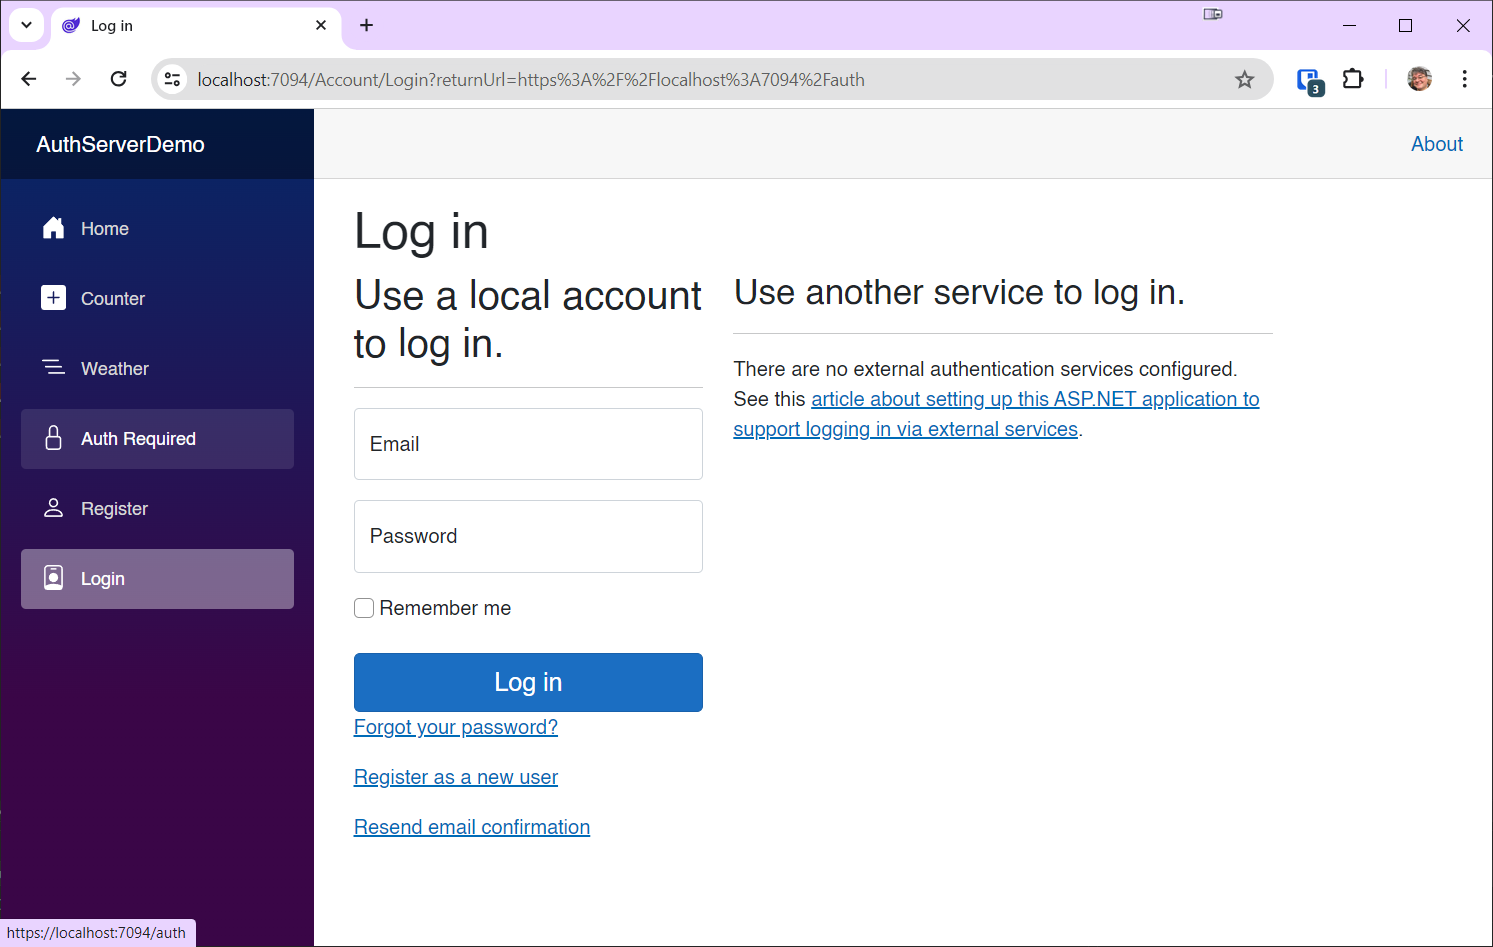 Log in
localhost:7094/Account/Login?returnUrl=https%3A%2F%2Flocalhost%3A7094%2Fauth
3
AuthServerDemo
About
Home
Counter
Weather
Auth Required
Register
Login
Log in
Use a local account
to log in.
Email
Password
Remember me
Log in
Forgot your password?
Register as a new user
Resend email confirmation
Use another service to log in.
There are no external authentication services configured.
See this article about setting up this ASP.NET application to
support logging in via external services.
https://localhost:7094/auth